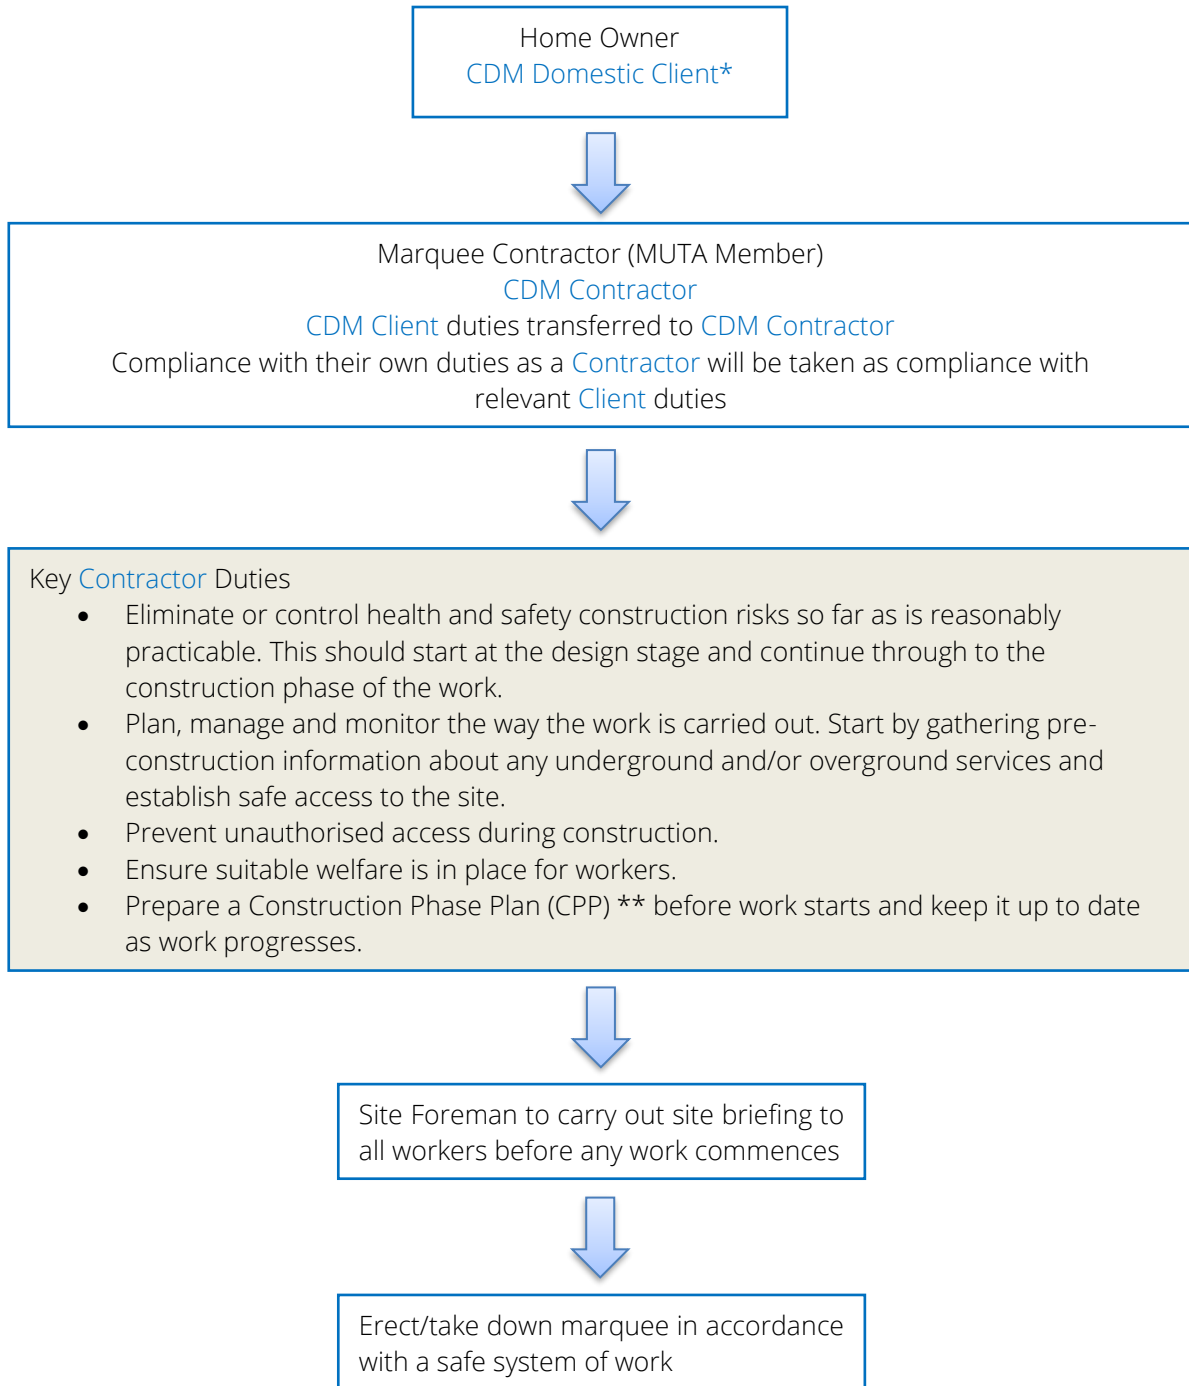 Home Owner
CDM Domestic Client*
Marquee Contractor (MUTA Member)
CDM Contractor
CDM Client duties transferred to CDM Contractor
Compliance with their own duties as a Contractor will be taken as compliance with
relevant Client duties
Key Contractor Duties
• Eliminate or control health and safety construction risks so far as is reasonably
practicable. This should start at the design stage and continue through to the
construction phase of the work.
• Plan, manage and monitor the way the work is carried out. Start by gathering pre-
construction information about any underground and/or overground services and
establish safe access to the site.
• Prevent unauthorised access during construction.
• Ensure suitable welfare is in place for workers.
• Prepare a Construction Phase Plan (CPP) ** before work starts and keep it up to date
as work progresses.
Site Foreman to carry out site briefing to
all workers before any work commences
Erect/take down marquee in accordance
with a safe system of work